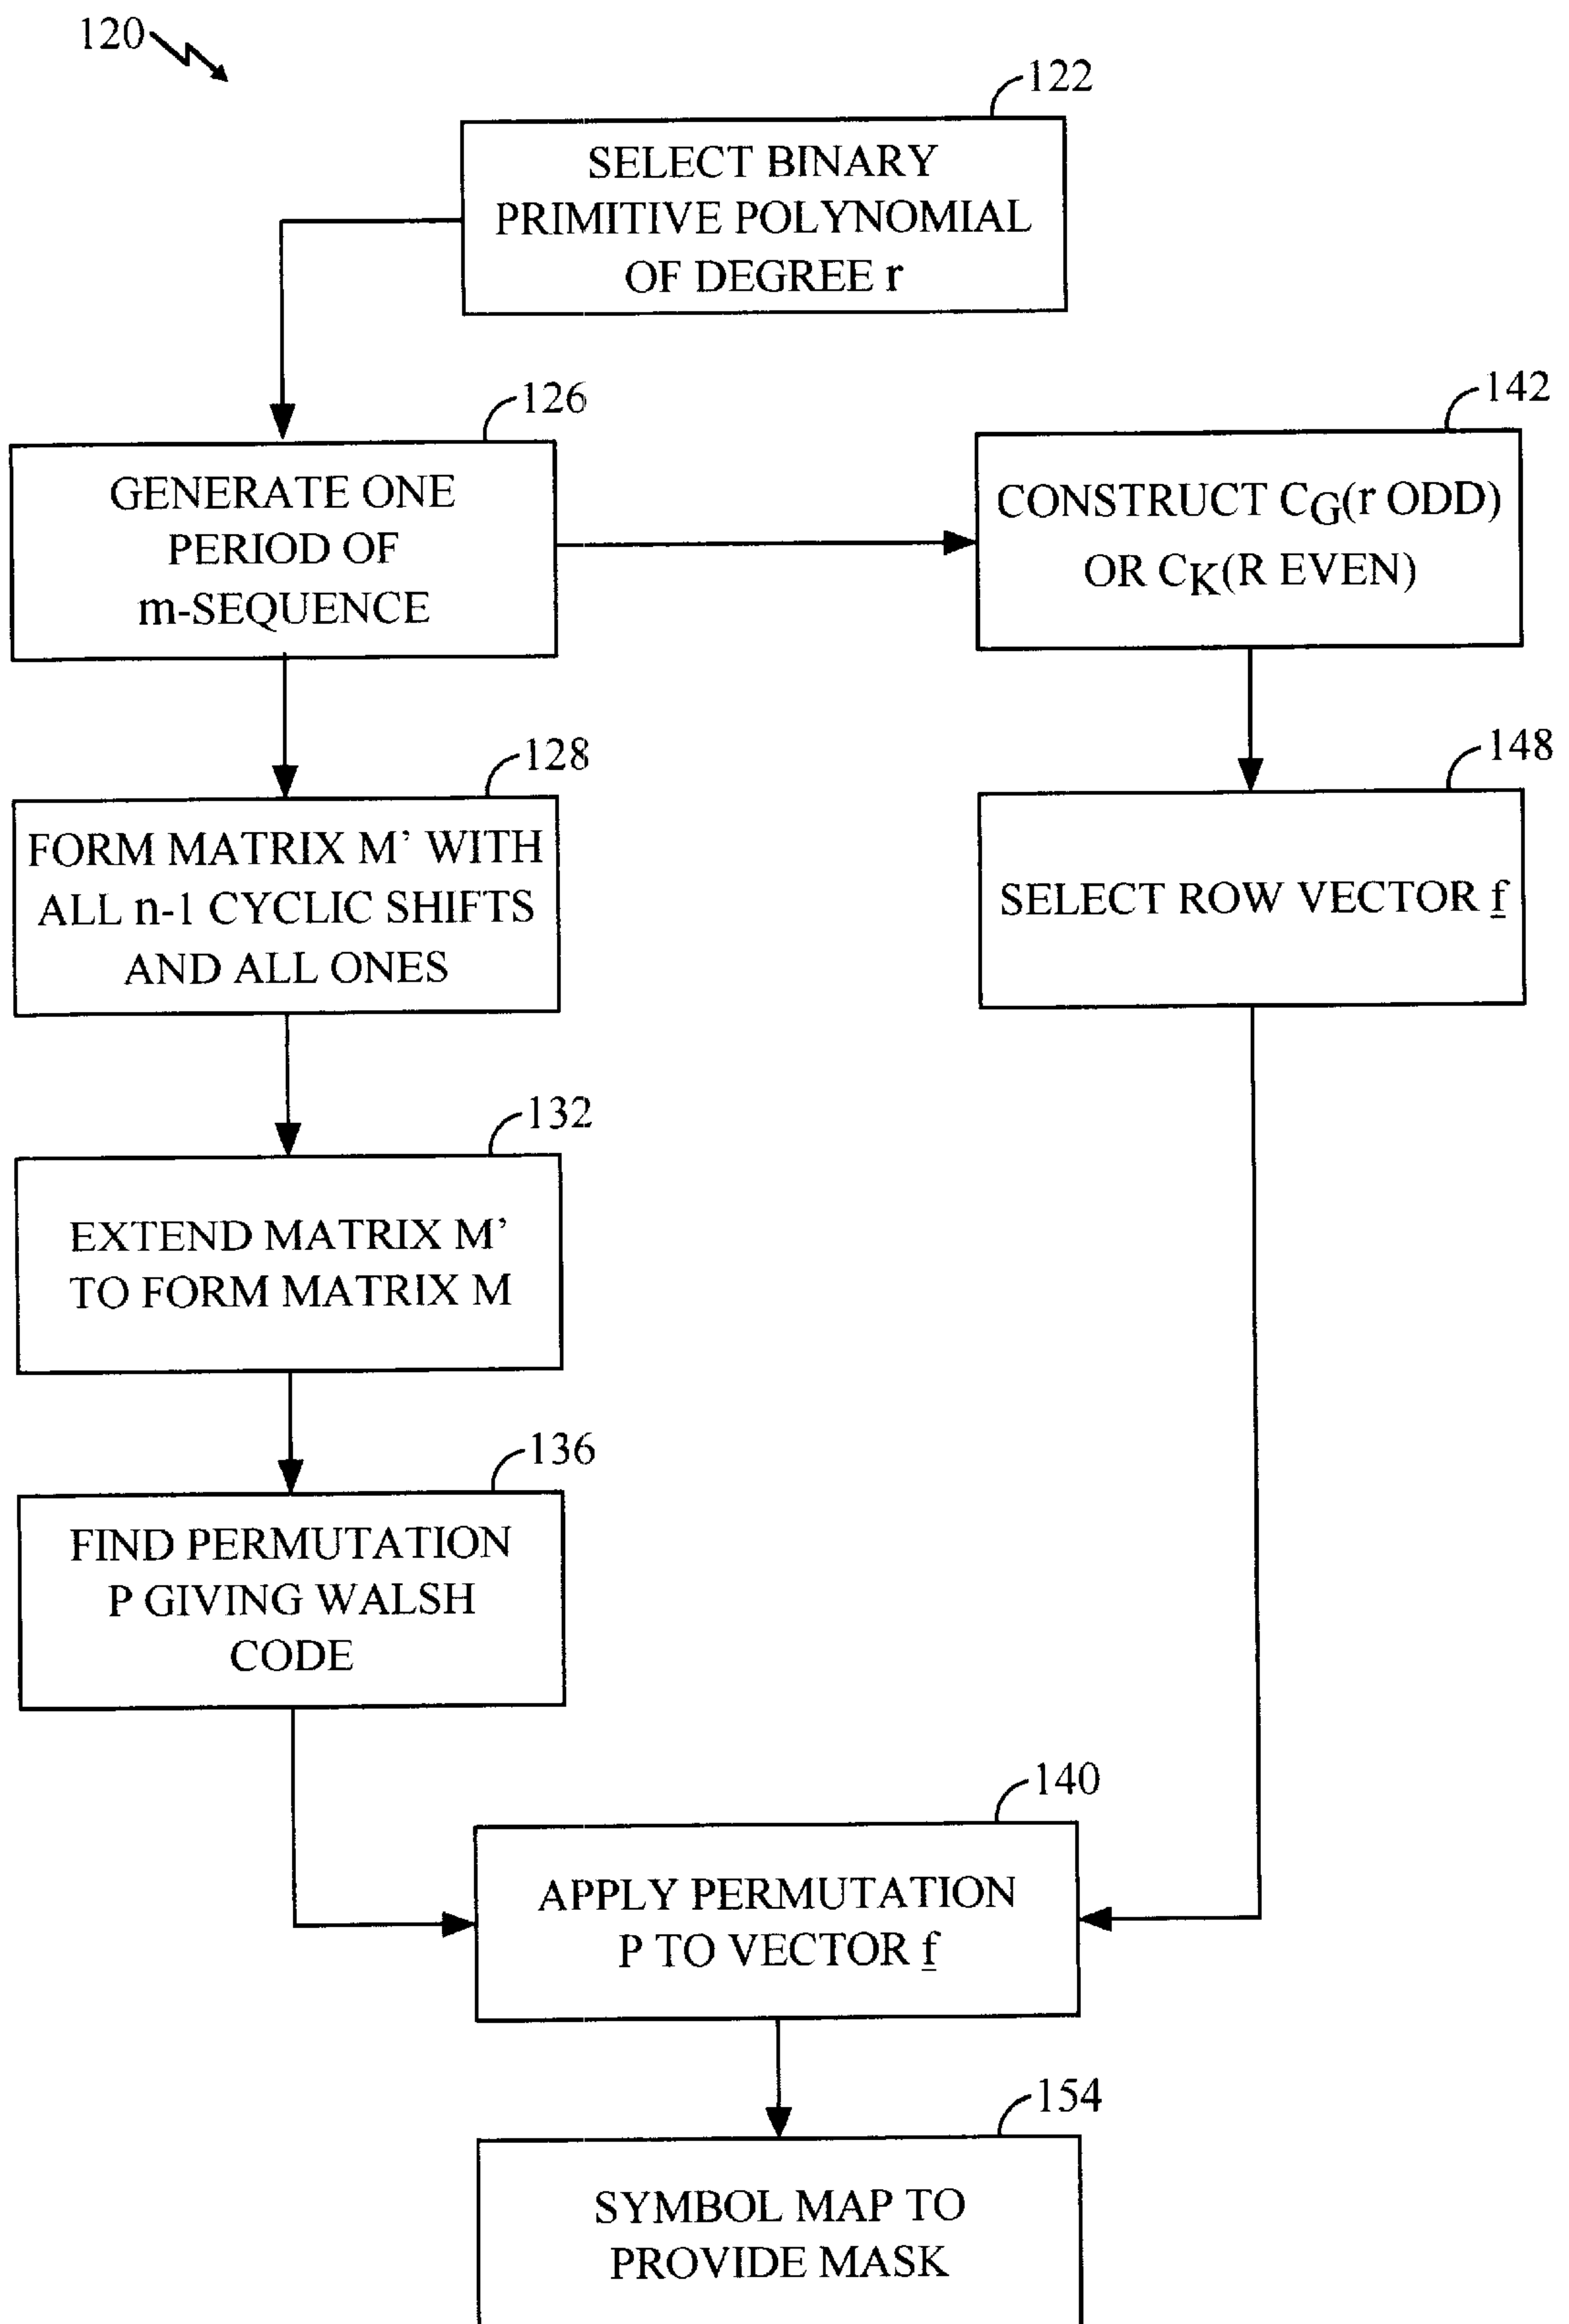 120
122
SELECT BINARY
PRIMITIVE POLYNOMIAL
OF DEGREE r
126
GENERATE ONE
PERIOD OF
m-SEQUENCE
142
CONSTRUCT CG(r ODD)
OR CK(R EVEN)
128
FORM MATRIX M' WITH
ALL n-1 CYCLIC SHIFTS
AND ALL ONES
148
SELECT ROW VECTOR f
132
EXTEND MATRIX M'
TO FORM MATRIX M
136
FIND PERMUTATION
P GIVING WALSH
CODE
140
APPLY PERMUTATION
P TO VECTOR f
154
SYMBOL MAP TO
PROVIDE MASK